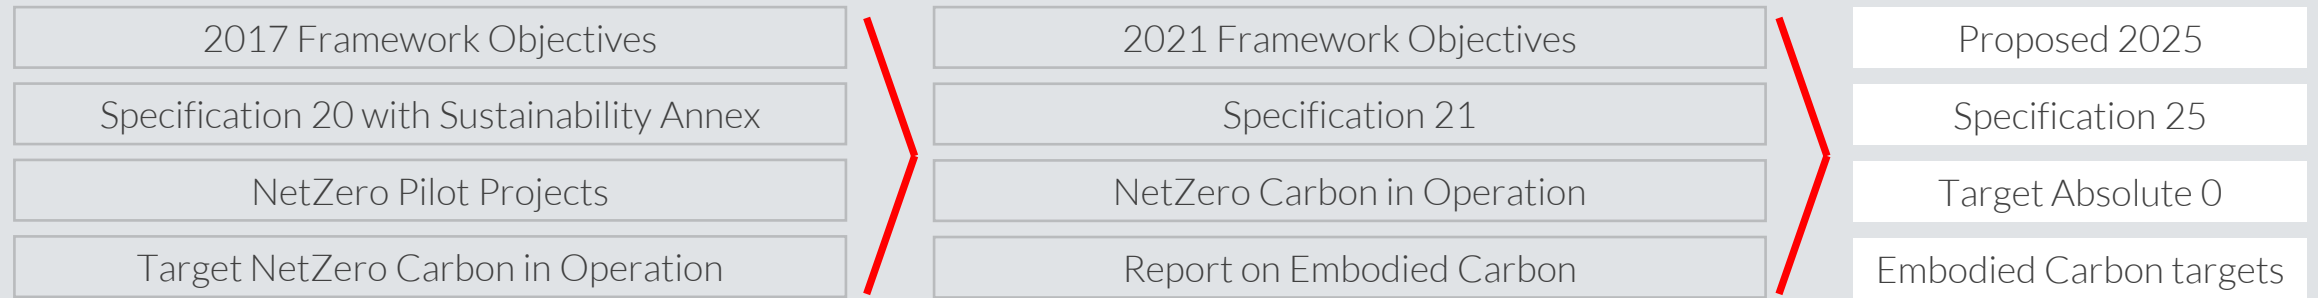 2017 Framework Objectives
Specification 20 with Sustainability Annex
NetZero Pilot Projects
Target NetZero Carbon in Operation
2021 Framework Objectives
Specification 21
NetZero Carbon in Operation
Report on Embodied Carbon
Proposed 2025
Specification 25
Target Absolute 0
Embodied Carbon targets